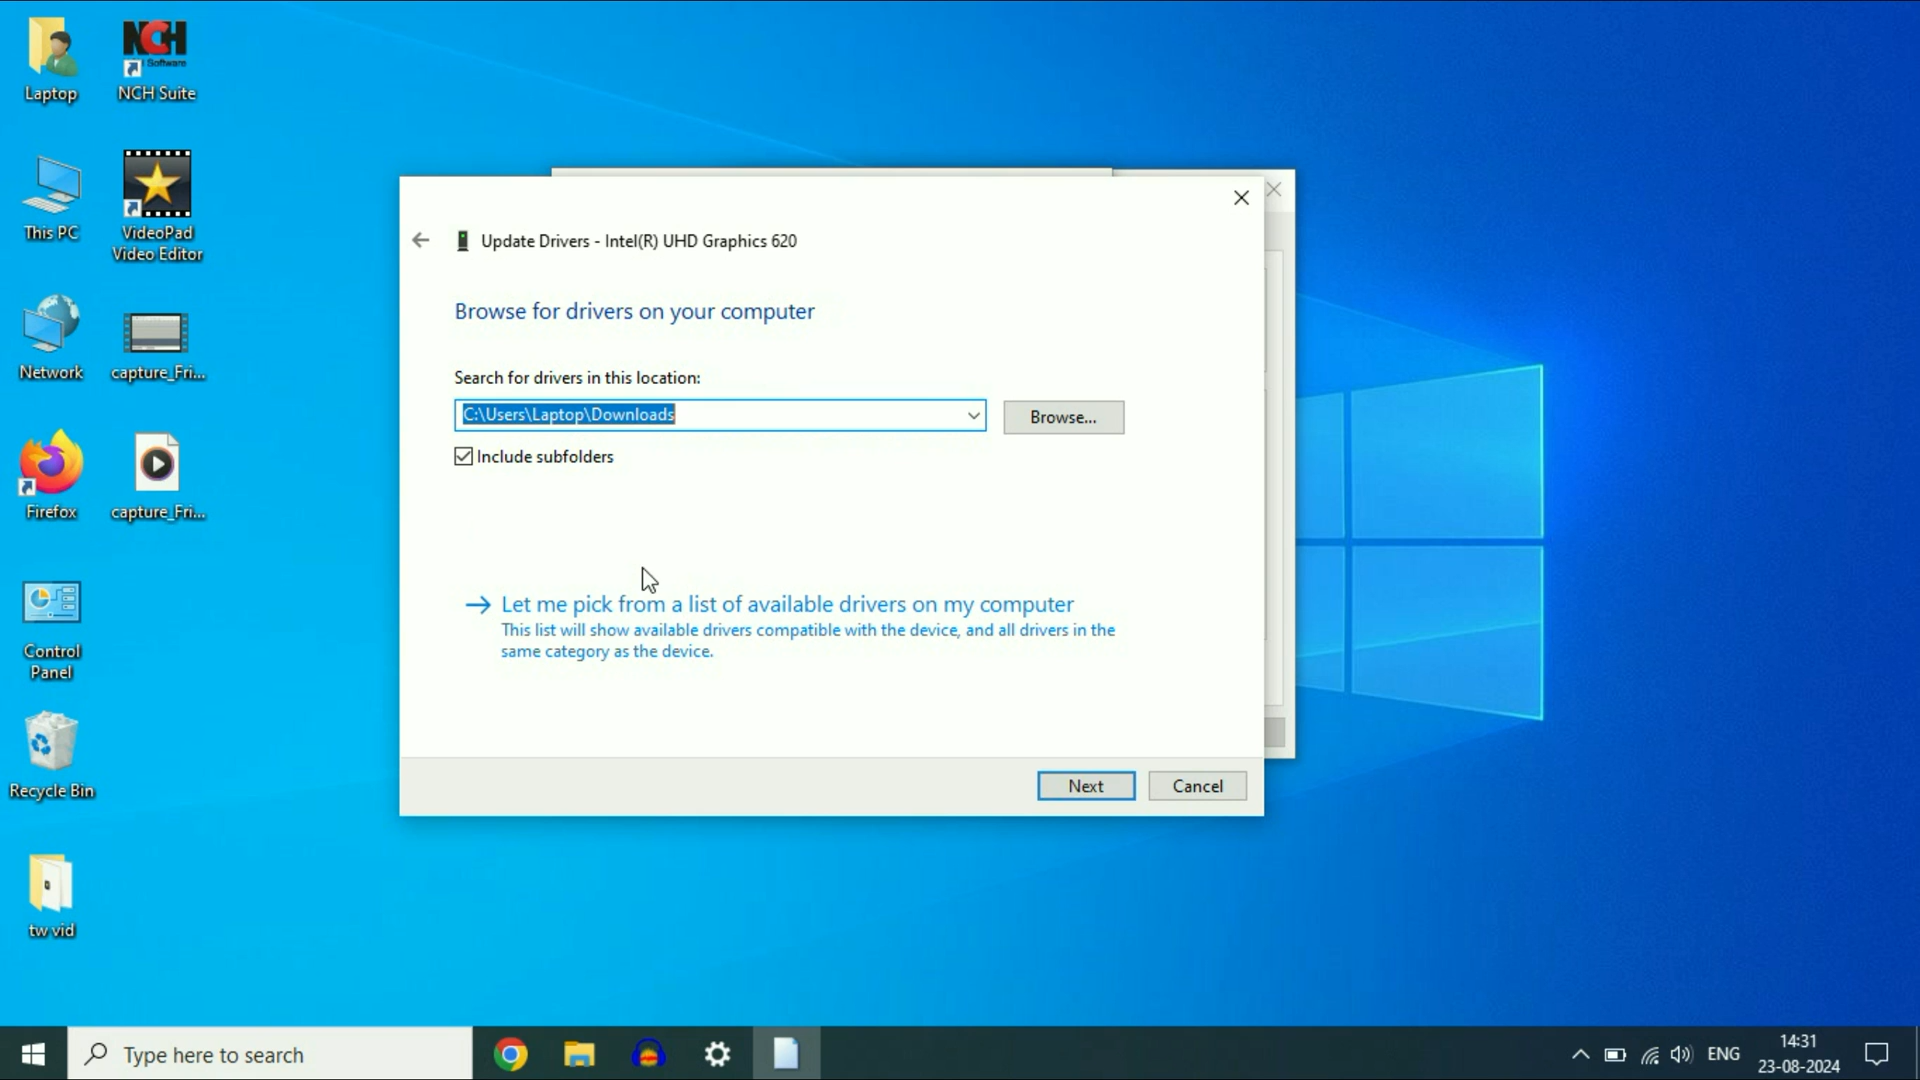 Laptop
NCH
Software
NCH Suite
This PC
VideoPad
Video Editor
Network
capture_Fri...
Firefox
capture_Fri...
Control
Panel
Recycle Bin
tw vid
Update Drivers - Intel(R) UHD Graphics 620
Browse for drivers on your computer
Search for drivers in this location:
C:\Users\Laptop\Downloads
Browse...
Include subfolders
Let me pick from a list of available drivers on my computer
This list will show available drivers compatible with the device, and all drivers in the
same category as the device.
Next
Cancel
Type here to search
ENG
14:31
23-08-2024